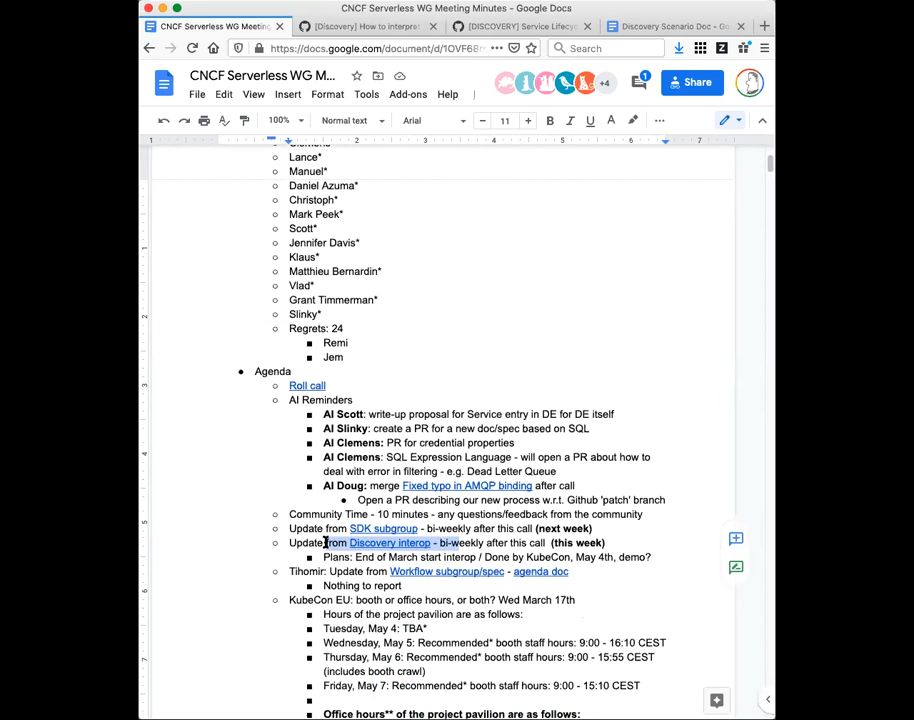 CNCF Serverless WG Meeting Minutes - Google Docs
CNCF Serverless WG Meeting Min
[Discovery] How to interpret
[DISCOVERY] Service Lifecyc
Discovery Scenario Doc - Go
https://docs.google.com/document/d/1OVF68r
Search
CNCF Serverless WG M...
+4
1
Share
File Edit View Insert Format Tools Add-ons Help
100% Normal text Arial 11 B I U A
1 1 2 3 4 5 6 7
Lance*
Manuel*
Daniel Azuma*
Christoph*
Mark Peek*
Scott*
Jennifer Davis*
Klaus*
Matthieu Bernardin*
Vlad*
Grant Timmerman*
Slinky*
Regrets: 24
Remi
Jem
Agenda
Roll call
AI Reminders
AI Scott: write-up proposal for Service entry in DE for DE itself
AI Slinky: create a PR for a new doc/spec based on SQL
AI Clemens: PR for credential properties
AI Clemens: SQL Expression Language - will open a PR about how to
deal with error in filtering - e.g. Dead Letter Queue
AI Doug: merge Fixed typo in AMQP binding after call
Open a PR describing our new process w.r.t. Github 'patch' branch
Community Time - 10 minutes - any questions/feedback from the community
Update from SDK subgroup - bi-weekly after this call (next week)
Update from Discovery interop - bi-weekly after this call (this week)
Plans: End of March start interop / Done by KubeCon, May 4th, demo?
Tihomir: Update from Workflow subgroup/spec - agenda doc
Nothing to report
KubeCon EU: booth or office hours, or both? Wed March 17th
Hours of the project pavilion are as follows:
Tuesday, May 4: TBA*
Wednesday, May 5: Recommended* booth staff hours: 9:00 - 16:10 CEST
Thursday, May 6: Recommended* booth staff hours: 9:00 - 15:55 CEST
(includes booth crawl)
Friday, May 7: Recommended* booth staff hours: 9:00 - 15:10 CEST
Office hours** of the project pavilion are as follows: